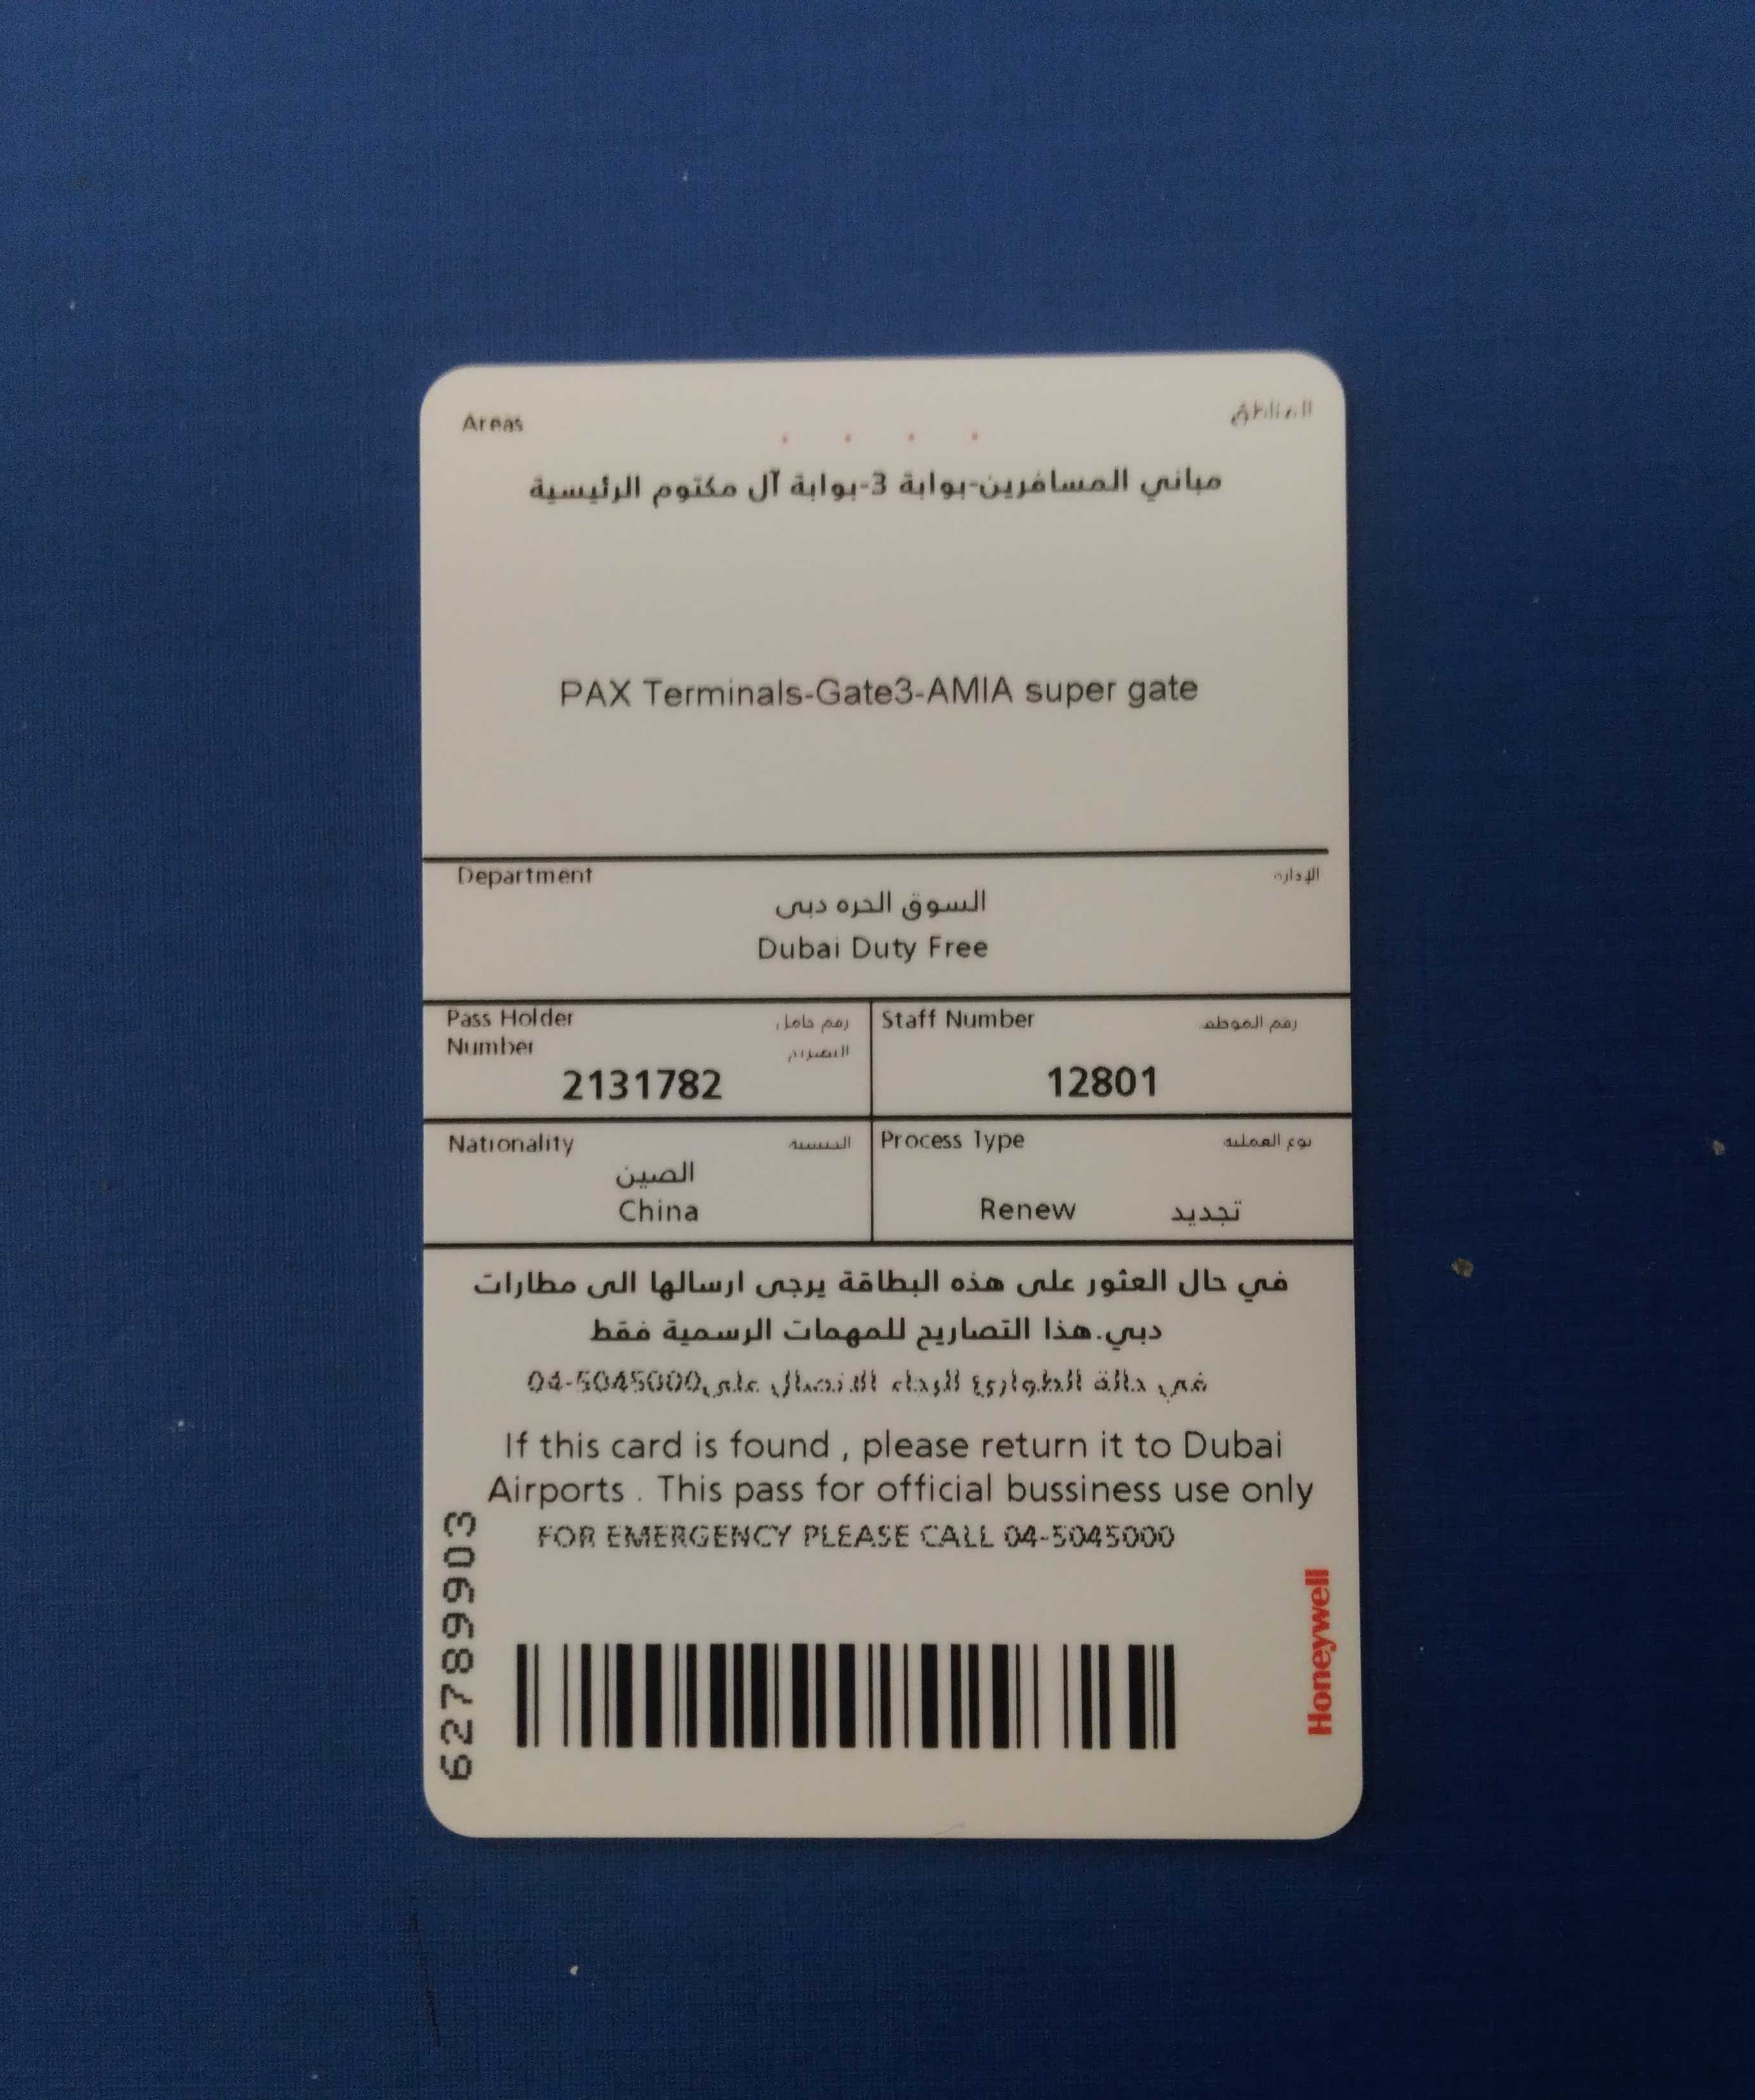 Areas المناطق
مباني المسافرين-بوابة 3-بوابة آل مكتوم الرئيسية
PAX Terminals-Gate3-AMIA super gate
Department الإدارة
السوق الحره دبى
Dubai Duty Free
Pass Holder رقم حامل
Number التصريح
2131782
Staff Number رقم الموظف
12801
Nationality الجنسية
الصين
China
Process Type نوع العملية
Renew تجديد
في حال العثور على هذه البطاقة يرجى ارسالها الى مطارات
دبي.هذا التصاريح للمهمات الرسمية فقط
في حالة الطوارئ الرجاء الاتصال على04-5045000
If this card is found , please return it to Dubai
Airports . This pass for official bussiness use only
FOR EMERGENCY PLEASE CALL 04-5045000
62789903
Honeywell